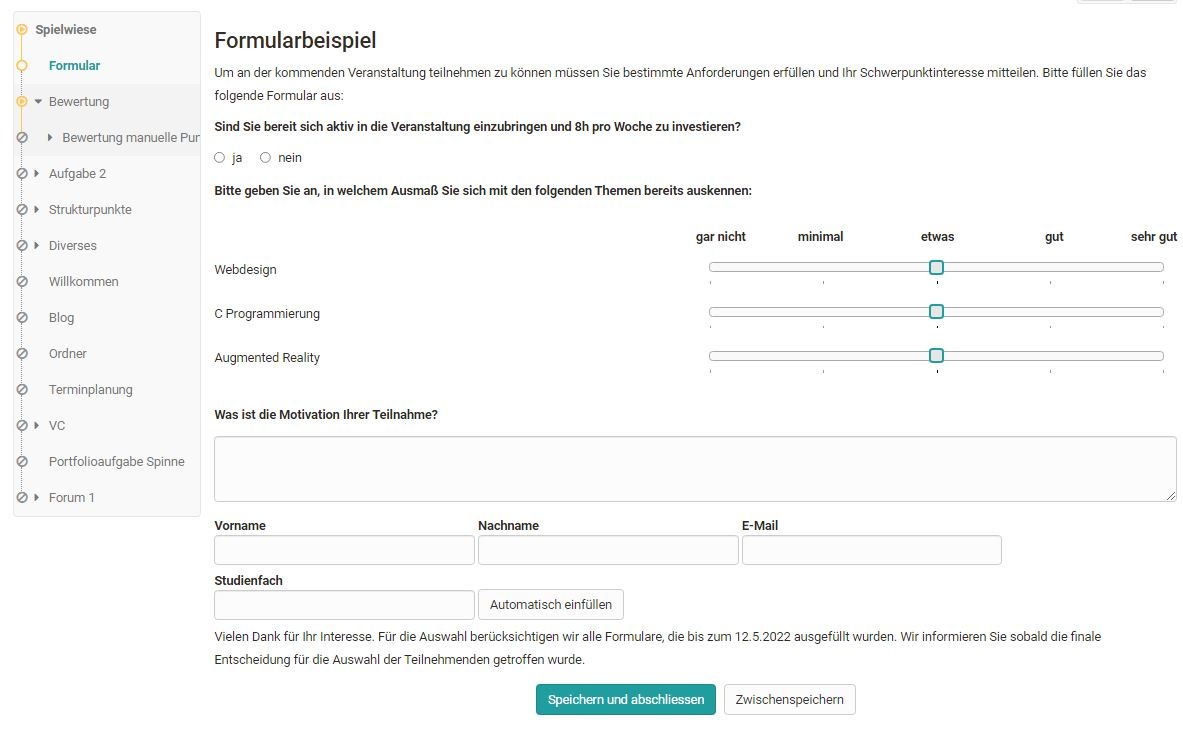 Spielwiese
Formular
Bewertung
Bewertung manuelle Pur
Aufgabe 2
Strukturpunkte
Diverses
Willkommen
Blog
Ordner
Terminplanung
VC
Portfolioaufgabe Spinne
Forum 1
Formularbeispiel
Um an der kommenden Veranstaltung teilnehmen zu können müssen Sie bestimmte Anforderungen erfüllen und Ihr Schwerpunktinteresse mitteilen. Bitte füllen Sie das
folgende Formular aus:
Sind Sie bereit sich aktiv in die Veranstaltung einzubringen und 8h pro Woche zu investieren?
ja nein
Bitte geben Sie an, in welchem Ausmaß Sie sich mit den folgenden Themen bereits auskennen:
gar nicht minimal etwas gut sehr gut
Webdesign
C Programmierung
Augmented Reality
Was ist die Motivation Ihrer Teilnahme?
Vorname Nachname E-Mail
Studienfach
Automatisch einfüllen
Vielen Dank für Ihr Interesse. Für die Auswahl berücksichtigen wir alle Formulare, die bis zum 12.5.2022 ausgefüllt wurden. Wir informieren Sie sobald die finale
Entscheidung für die Auswahl der Teilnehmenden getroffen wurde.
Speichern und abschliessen Zwischenspeichern